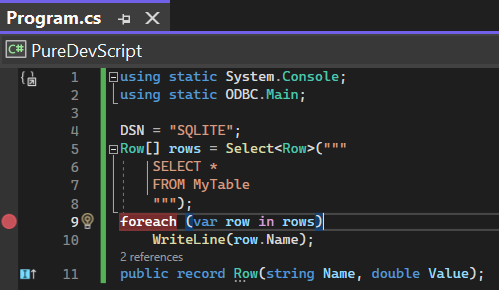 Program.cs
C# PureDevScript
1 using static System.Console;
2 using static ODBC.Main;
3
4 DSN = "SQLITE";
5 Row[] rows = Select<Row>("""
6 SELECT *
7 FROM MyTable
8 """);
9 foreach (var row in rows)
10 WriteLine(row.Name);
2 references
11 public record Row(string Name, double Value);